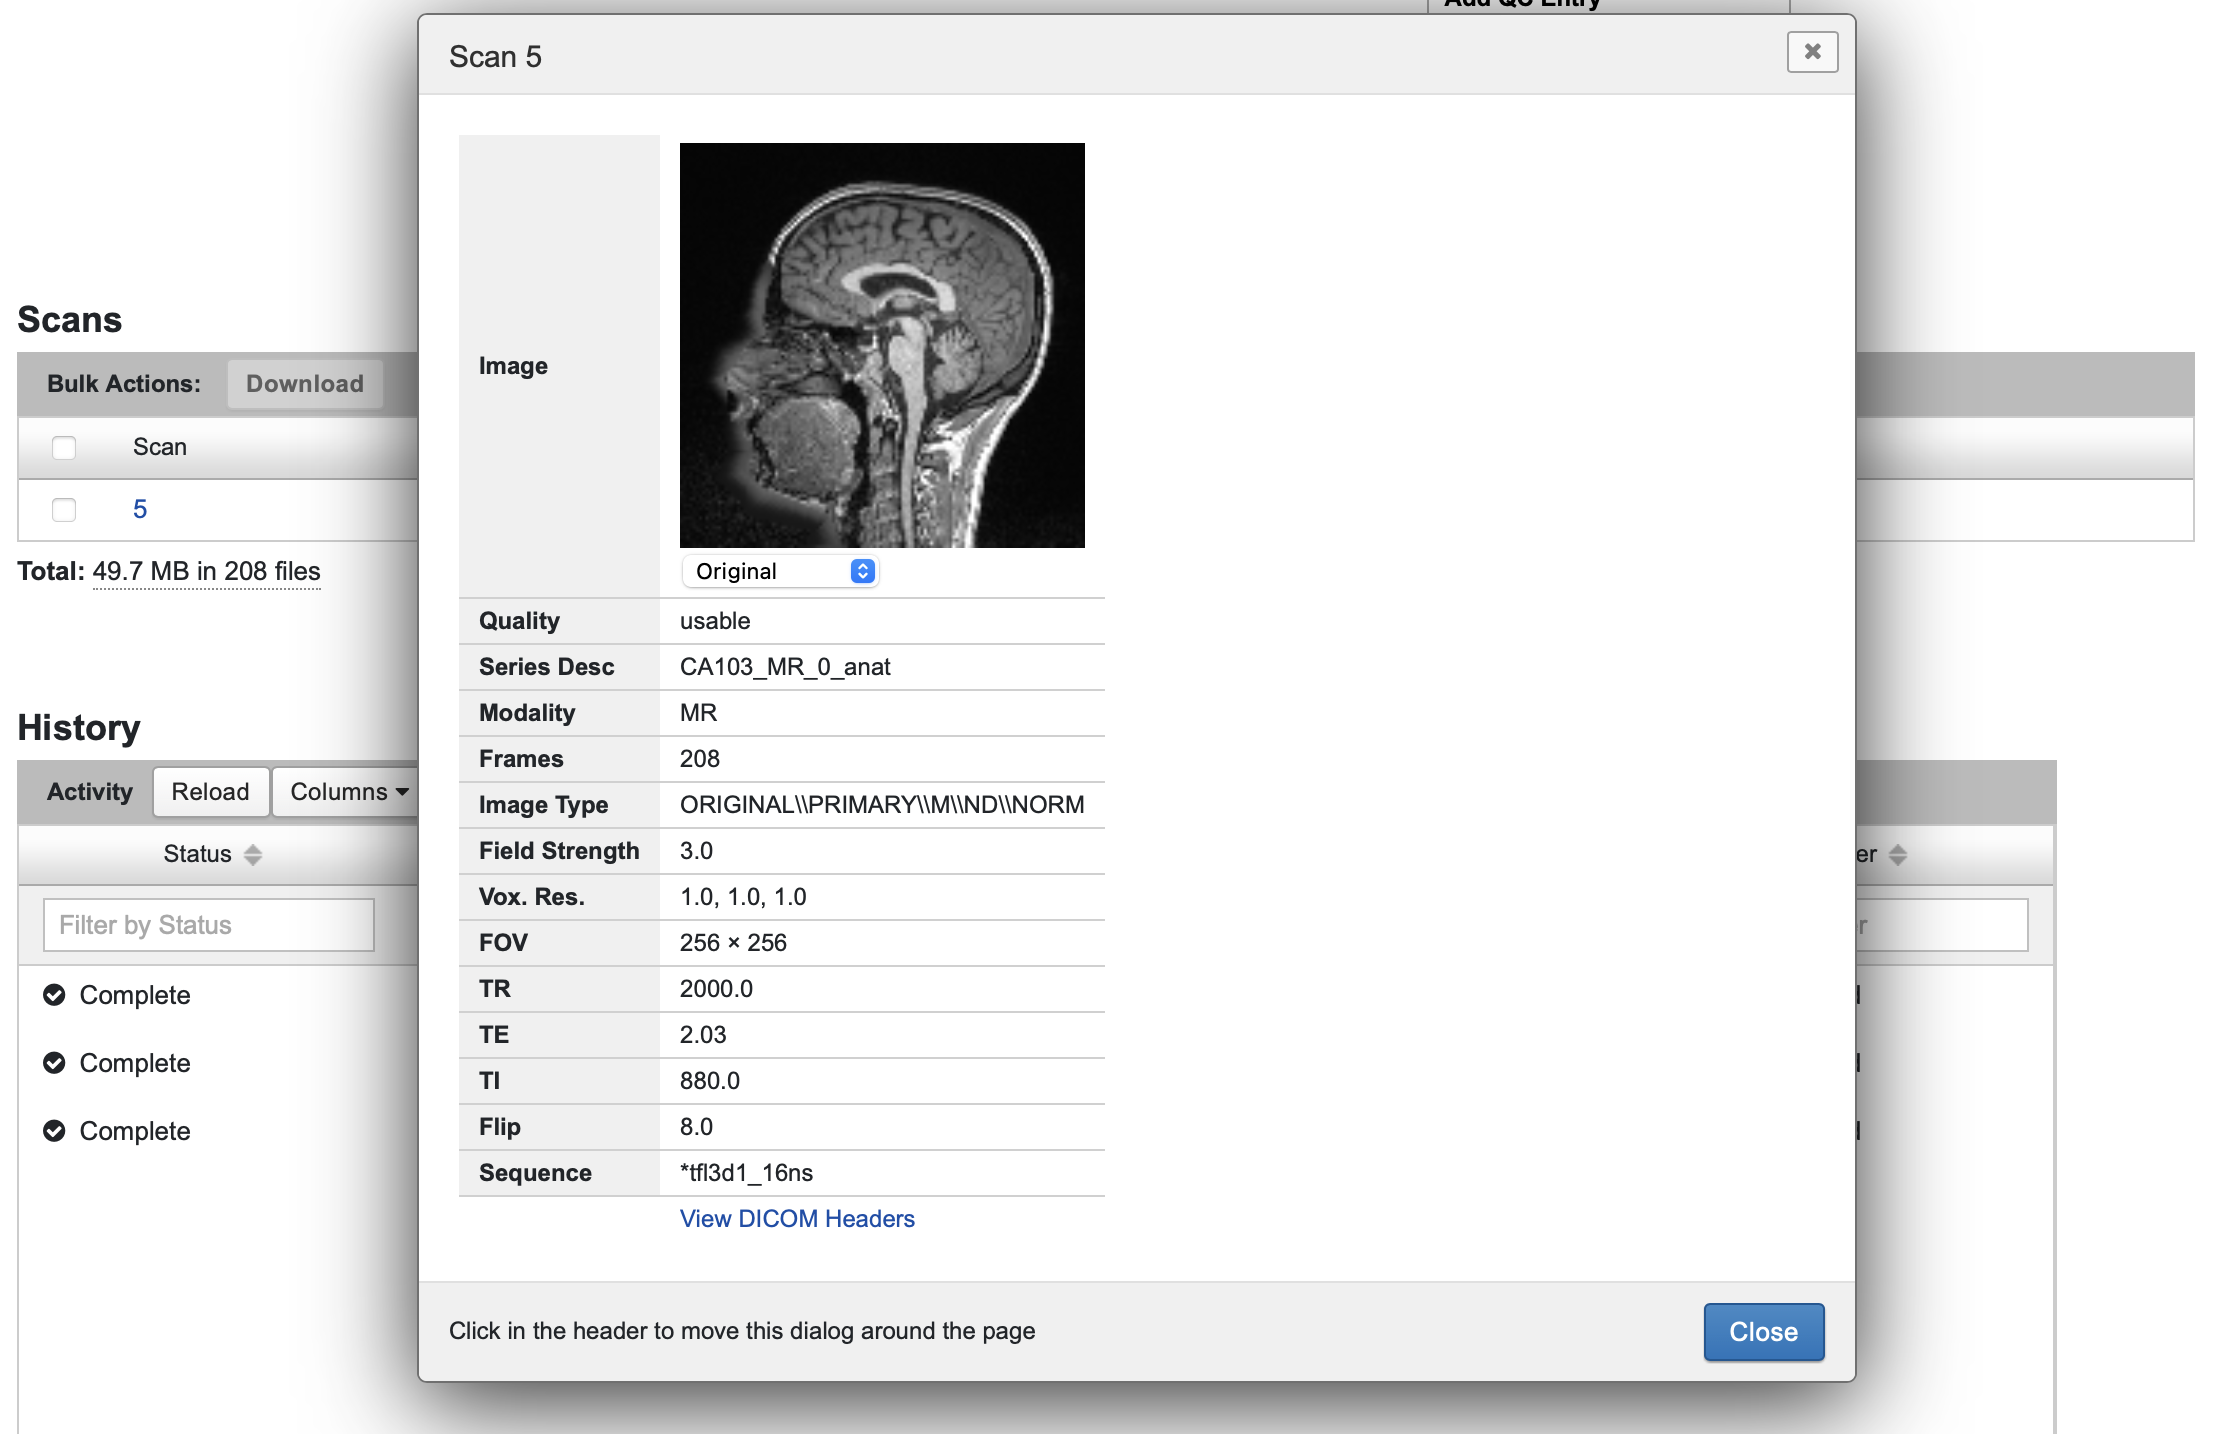 Add QC Entry
Scan 5
Image
Original
Quality usable
Series Desc CA103_MR_0_anat
Modality MR
Frames 208
Image Type ORIGINAL\\PRIMARY\\M\\ND\\NORM
Field Strength 3.0
Vox. Res. 1.0, 1.0, 1.0
FOV 256 × 256
TR 2000.0
TE 2.03
TI 880.0
Flip 8.0
Sequence *tfl3d1_16ns
View DICOM Headers
Click in the header to move this dialog around the page
Close
Scans
Bulk Actions: Download
Scan
5
Total: 49.7 MB in 208 files
History
Activity Reload Columns
Status
Filter by Status
Complete
Complete
Complete